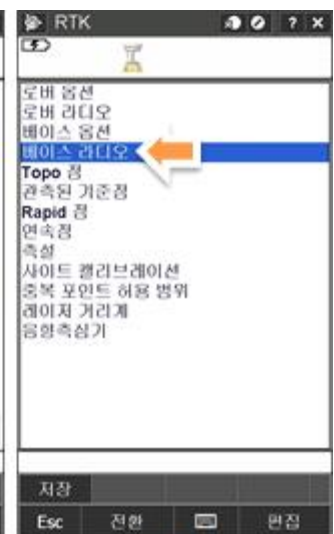 RTK
? ×
로버 옵션
로버 라디오
베이스 옵션
베이스 라디오
Topo 점
관측된 기준점
Rapid 점
연속점
측설
사이트 캘리브레이션
중복 포인트 허용 범위
레이저 거리계
음향측심기
저장
Esc 전환 편집